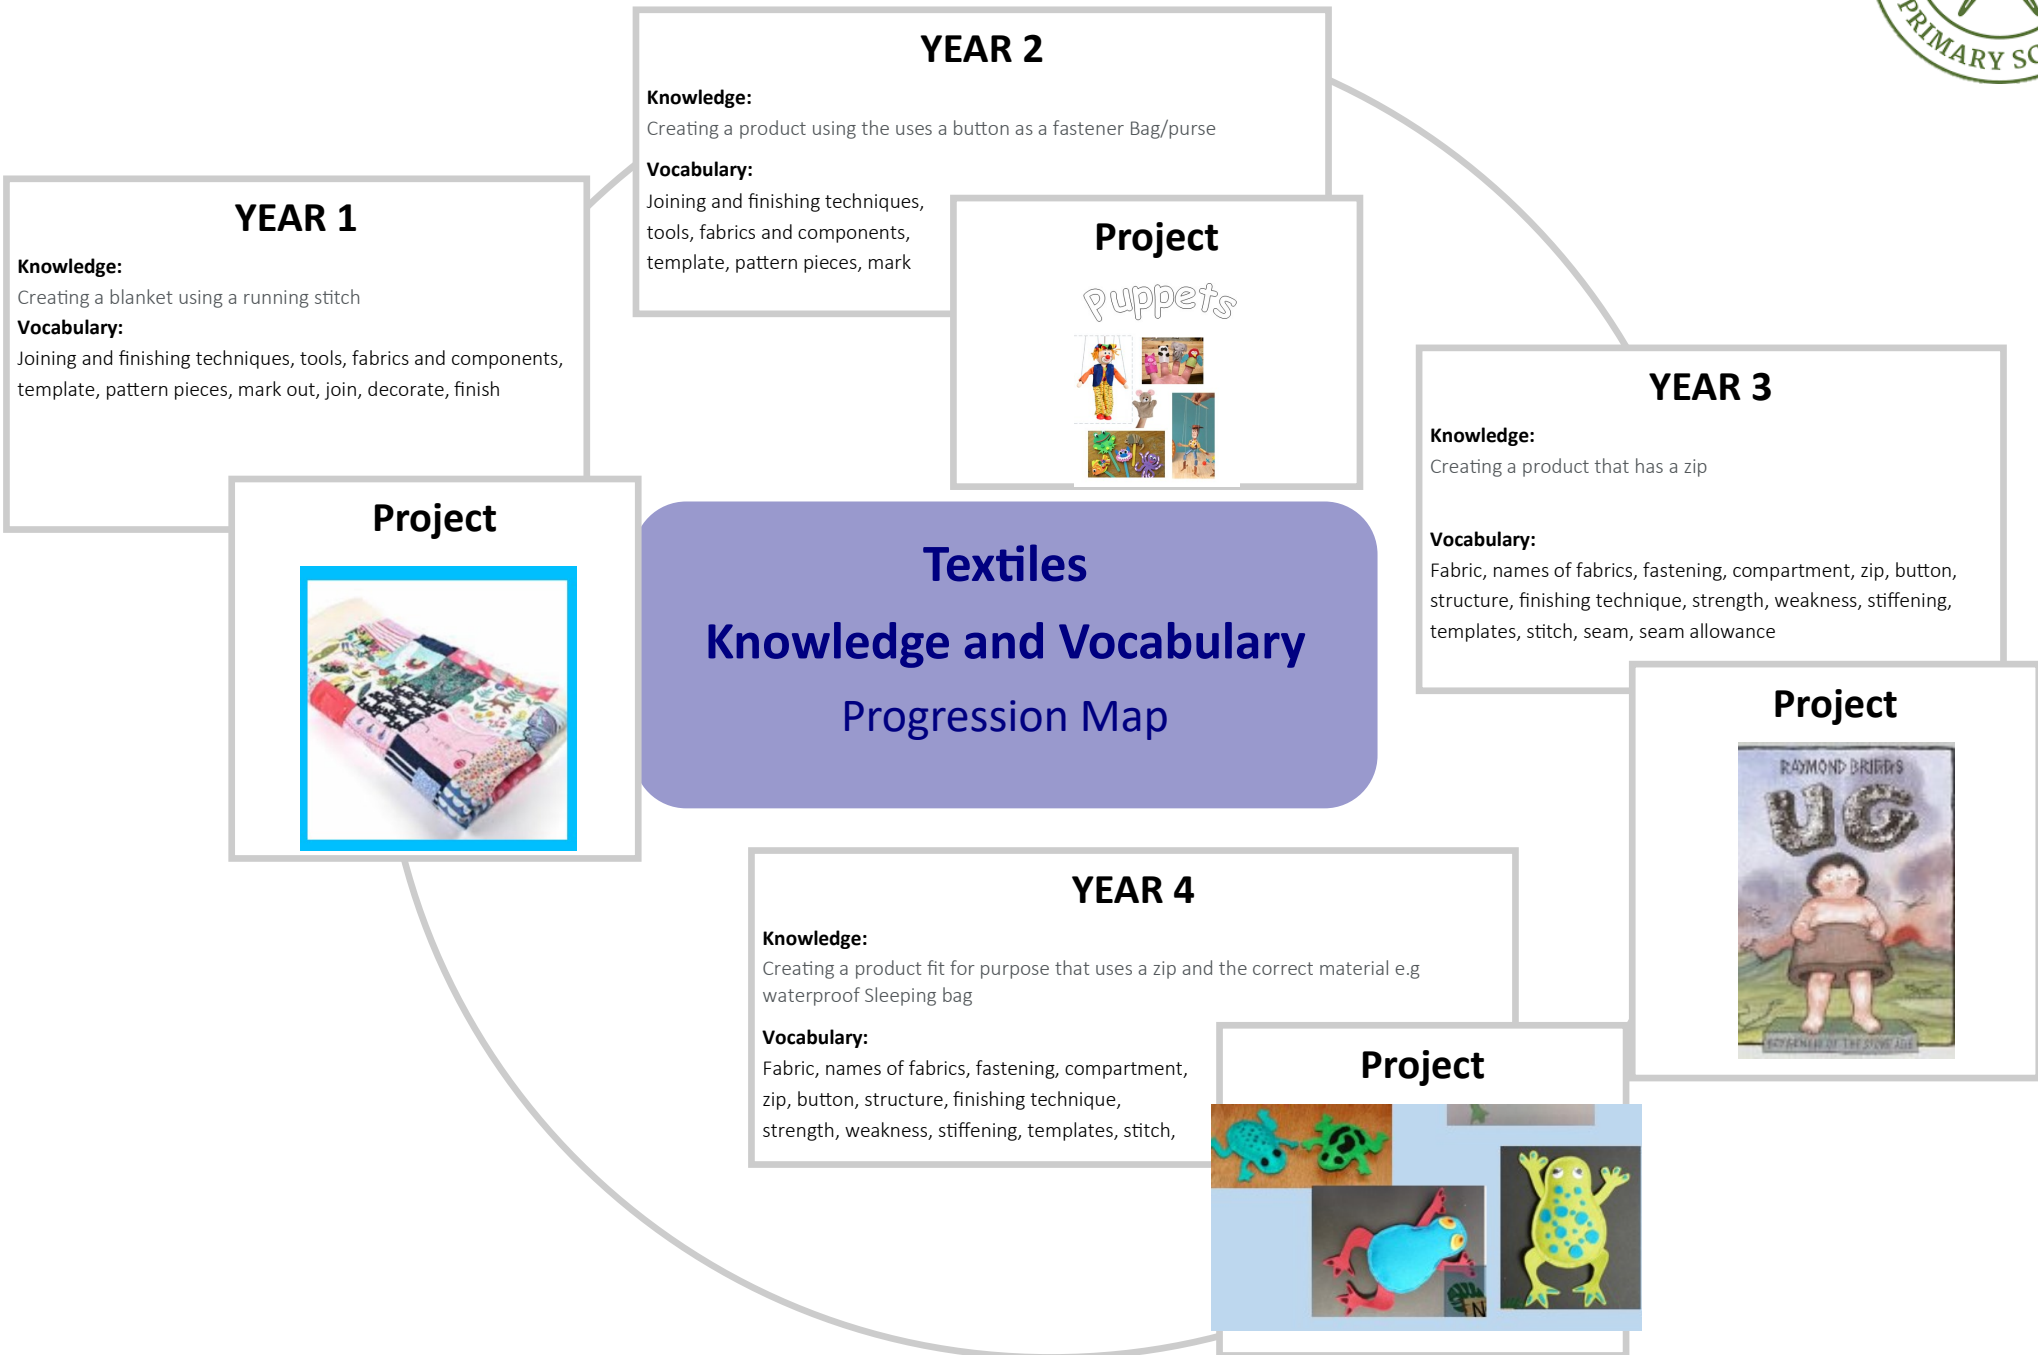 PRIMARY
YEAR 2
Knowledge:
Creating a product using the uses a button as a fastener Bag/purse
Vocabulary:
Joining and finishing techniques,
tools, fabrics and components,
template, pattern pieces, mark
Project
Puppets
YEAR 1
Knowledge:
Creating a blanket using a running stitch
Vocabulary:
Joining and finishing techniques, tools, fabrics and components,
template, pattern pieces, mark out, join, decorate, finish
Project
Textiles
Knowledge and Vocabulary
Progression Map
YEAR 3
Knowledge:
Creating a product that has a zip
Vocabulary:
Fabric, names of fabrics, fastening, compartment, zip, button,
structure, finishing technique, strength, weakness, stiffening,
templates, stitch, seam, seam allowance
Project
RAYMOND BRIGGS
UG
OF THE STONE AGE
YEAR 4
Knowledge:
Creating a product fit for purpose that uses a zip and the correct material e.g
waterproof Sleeping bag
Vocabulary:
Fabric, names of fabrics, fastening, compartment,
zip, button, structure, finishing technique,
strength, weakness, stiffening, templates, stitch,
Project